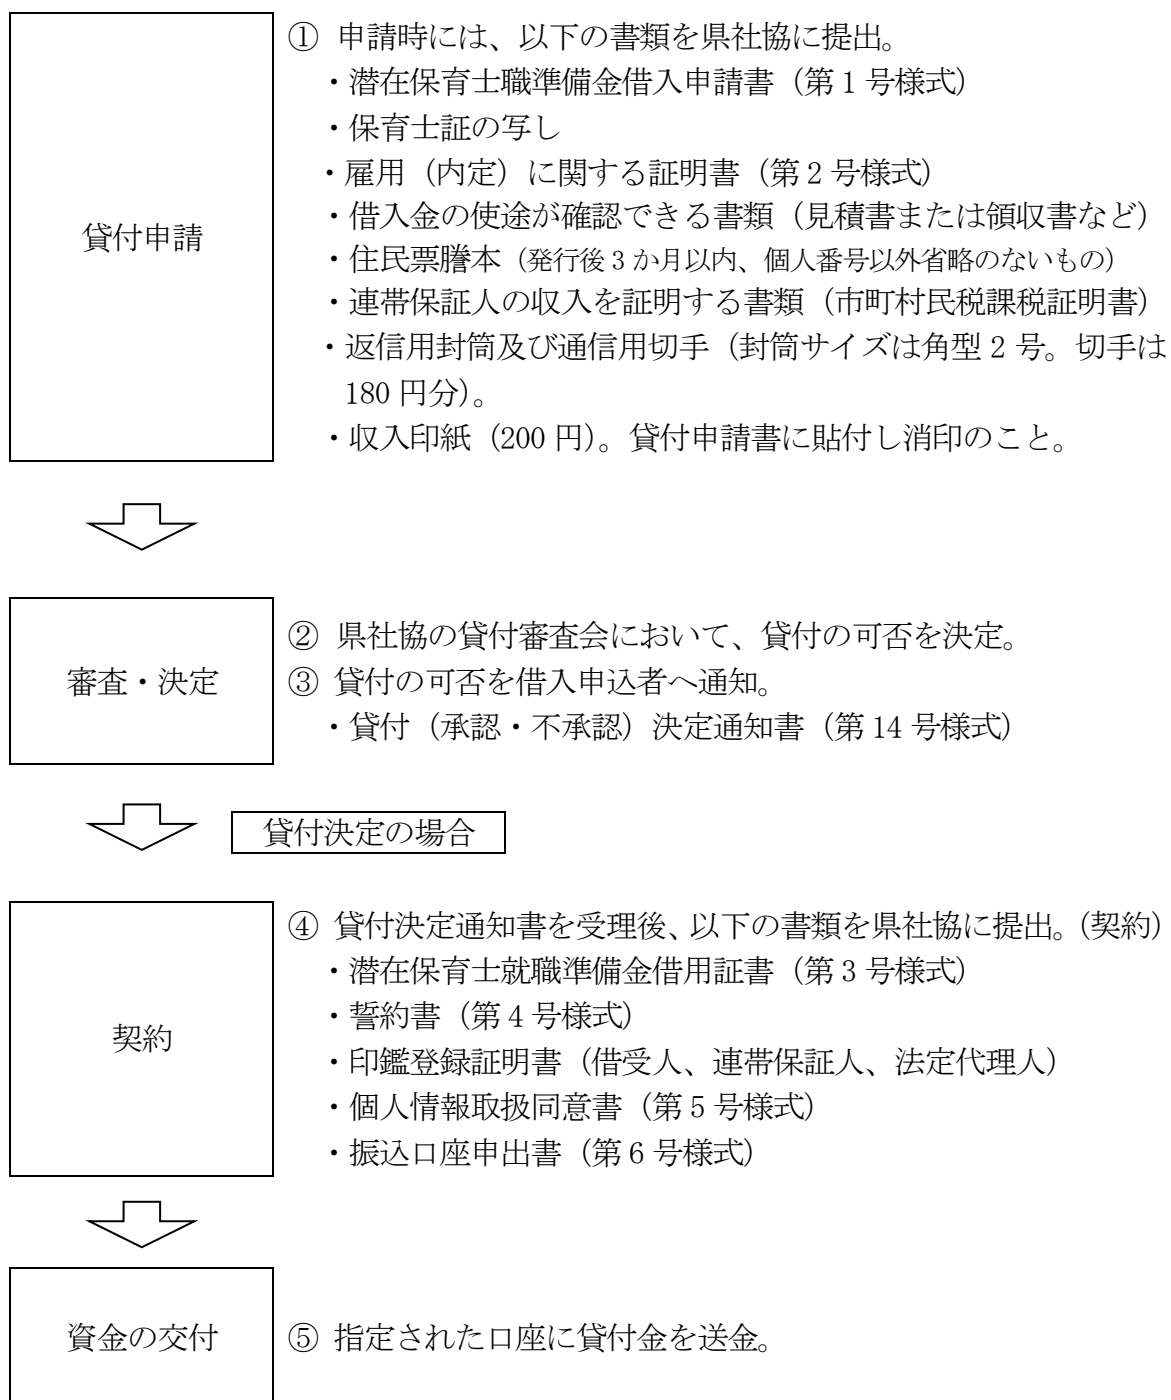 貸付申請
① 申請時には、以下の書類を県社協に提出。
・潜在保育士職準備金借入申請書（第1号様式）
・保育士証の写し
・雇用（内定）に関する証明書（第2号様式）
・借入金の使途が確認できる書類（見積書または領収書など）
・住民票謄本（発行後3か月以内、個人番号以外省略のないもの）
・連帯保証人の収入を証明する書類（市町村民税課税証明書）
・返信用封筒及び通信用切手（封筒サイズは角型2号。切手は
180円分）。
・収入印紙（200円）。貸付申請書に貼付し消印のこと。
審査・決定
② 県社協の貸付審査会において、貸付の可否を決定。
③ 貸付の可否を借入申込者へ通知。
・貸付（承認・不承認）決定通知書（第14号様式）
貸付決定の場合
契約
④ 貸付決定通知書を受理後、以下の書類を県社協に提出。（契約）
・潜在保育士就職準備金借用証書（第3号様式）
・誓約書（第4号様式）
・印鑑登録証明書（借受人、連帯保証人、法定代理人）
・個人情報取扱同意書（第5号様式）
・振込口座申出書（第6号様式）
資金の交付
⑤ 指定された口座に貸付金を送金。